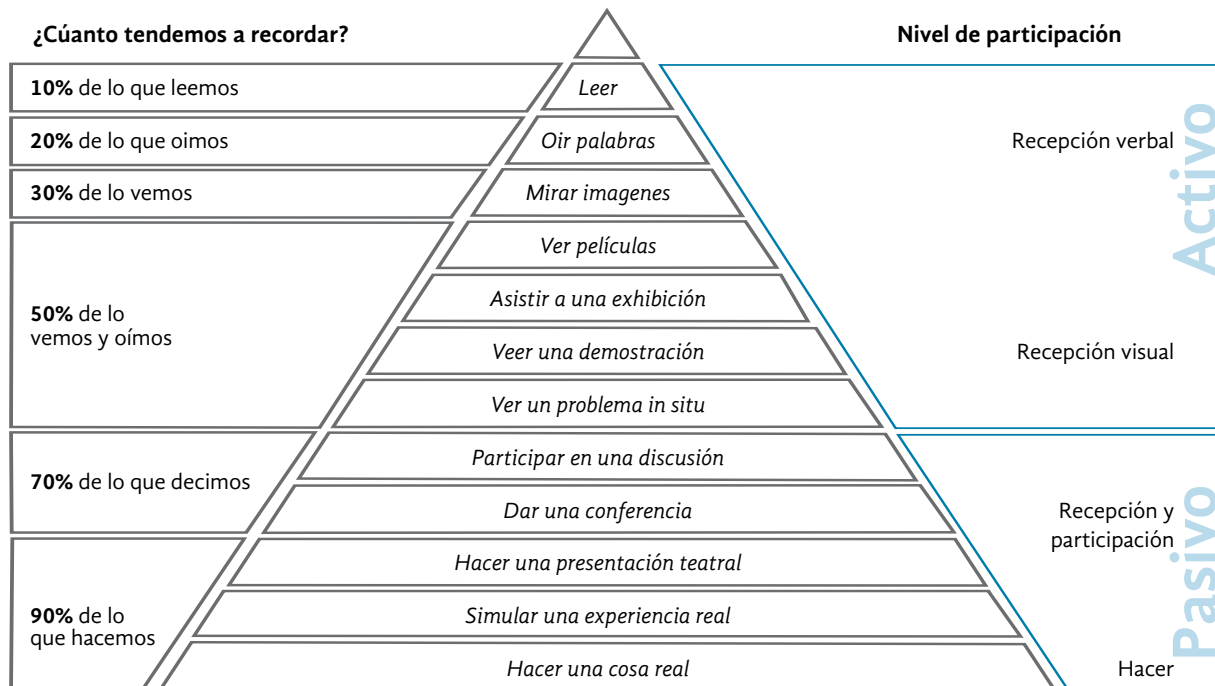 ¿Cúanto tendemos a recordar?
Nivel de participación
10% de lo que leemos
Leer
20% de lo que oimos
Oir palabras
Recepción verbal
30% de lo vemos
Mirar imagenes
Activo
Ver películas
50% de lo
vemos y oímos
Asistir a una exhibición
Veer una demostración
Recepción visual
Ver un problema in situ
70% de lo que decimos
Participar en una discusión
Dar una conferencia
Recepción y
participación
Pasivo
90% de lo
que hacemos
Hacer una presentación teatral
Simular una experiencia real
Hacer una cosa real
Hacer